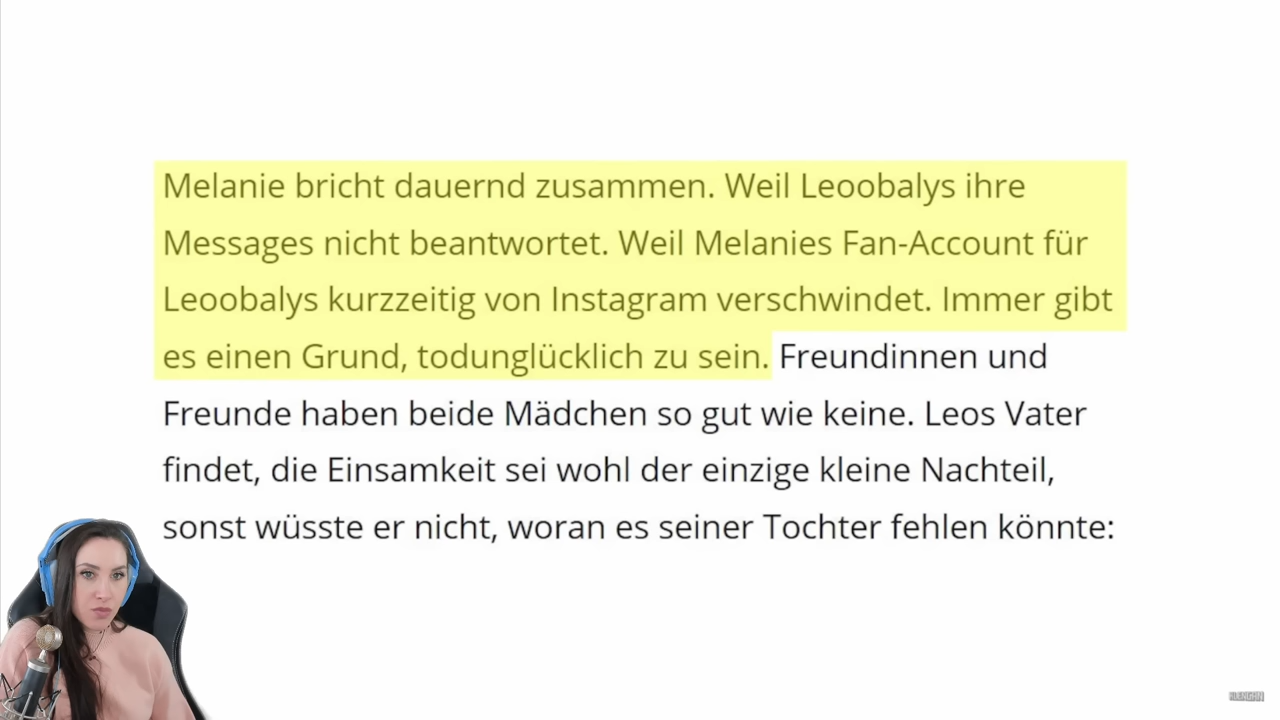 Melanie bricht dauernd zusammen. Weil Leoobalys ihre
Messages nicht beantwortet. Weil Melanies Fan-Account für
Leoobalys kurzzeitig von Instagram verschwindet. Immer gibt
es einen Grund, todunglücklich zu sein. Freundinnen und
Freunde haben beide Mädchen so gut wie keine. Leos Vater
findet, die Einsamkeit sei wohl der einzige kleine Nachteil,
sonst wüsste er nicht, woran es seiner Tochter fehlen könnte: